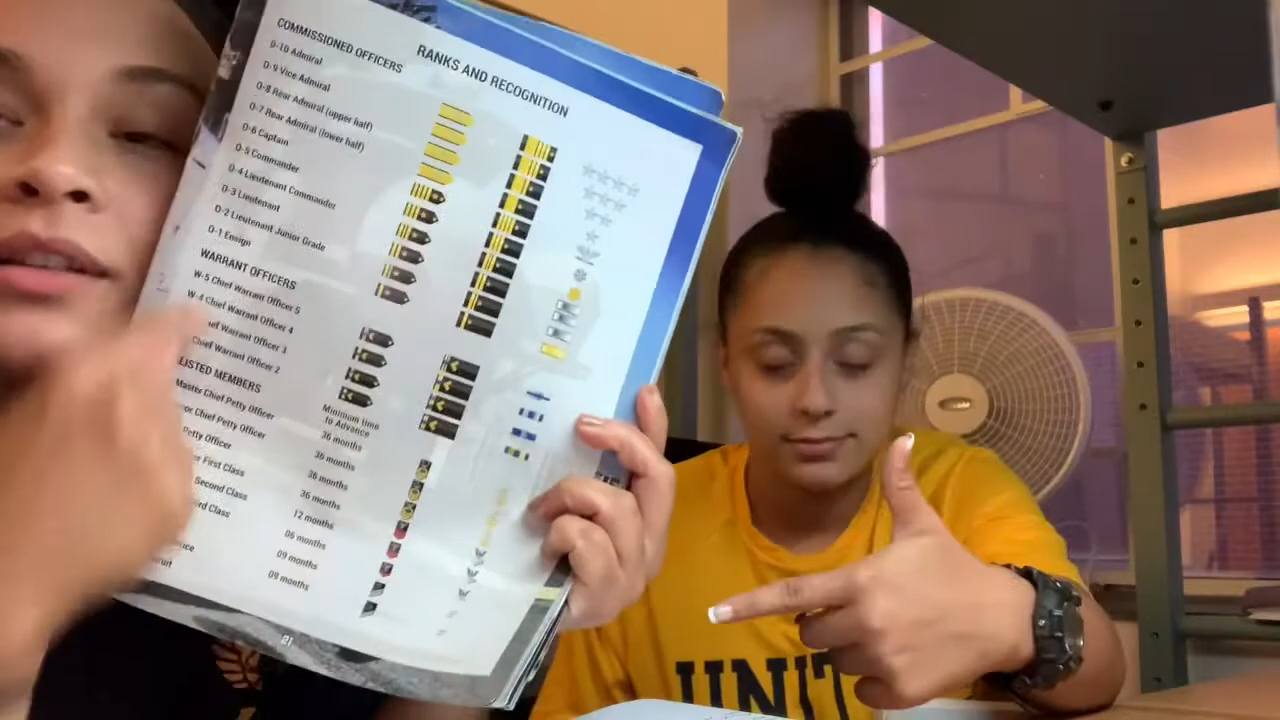 RANKS AND RECOGNITION
COMMISSIONED OFFICERS
O-10 Admiral
O-9 Vice Admiral
O-8 Rear Admiral (upper half)
O-7 Rear Admiral (lower half)
O-6 Captain
O-5 Commander
O-4 Lieutenant Commander
O-3 Lieutenant
O-2 Lieutenant Junior Grade
O-1 Ensign
WARRANT OFFICERS
W-5 Chief Warrant Officer 5
W-4 Chief Warrant Officer 4
Warrant Officer 3
Chief Warrant Officer 2
MEMBERS
Minimum time
to Advance
Master Chief Petty Officer 36 months
Chief Petty Officer 36 months
Petty Officer 36 months
First Class 36 months
Second Class 12 months
Class 06 months
09 months
09 months
21
UNIT